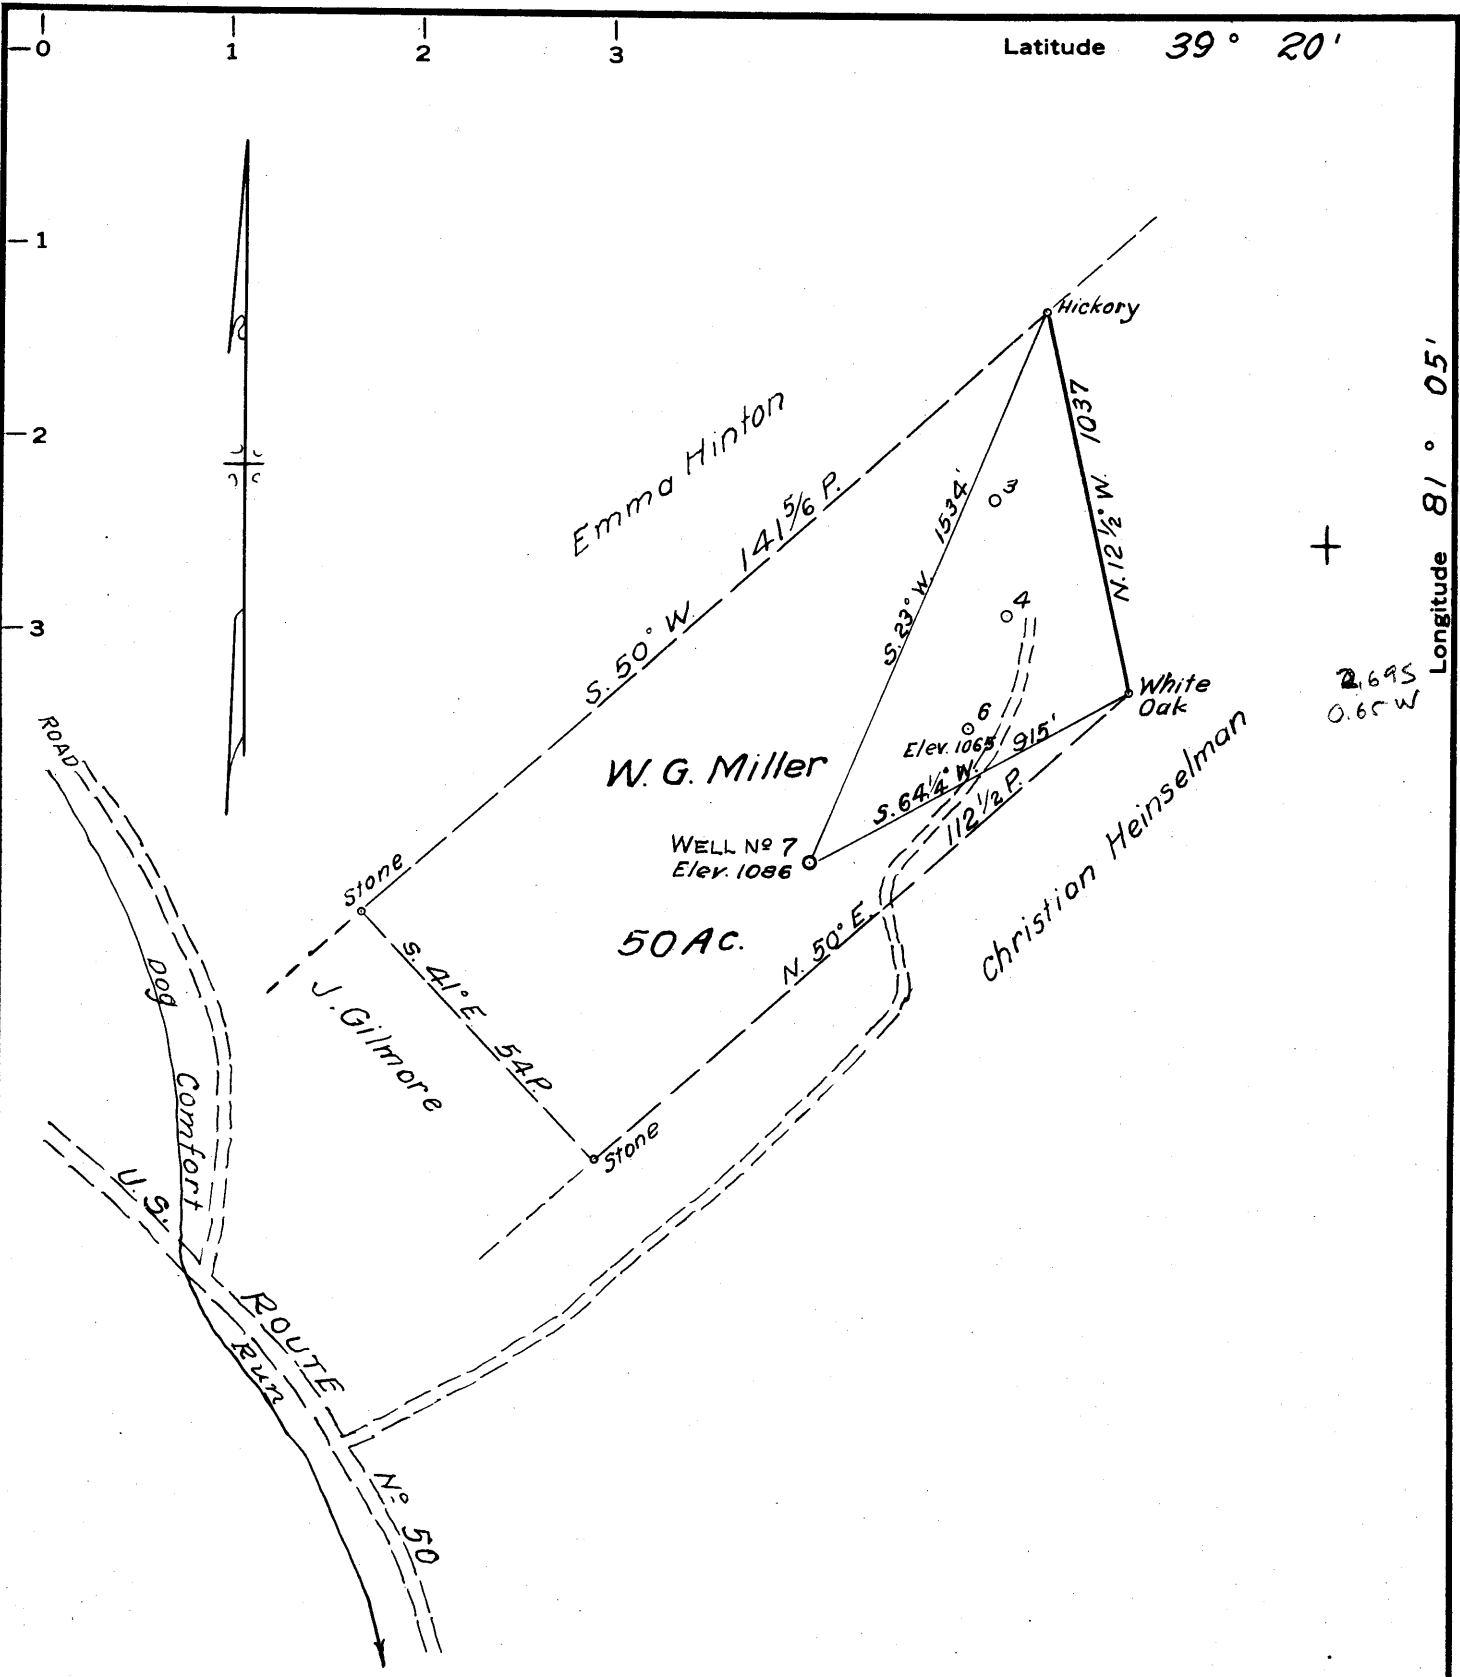 0 1 2 3
Latitude 39° 20'
1
2
3
Longitude 81° 05'
Hickory
N. 12 1/2° W. 1037
Emma Hinton
S. 50° W. 141 5/6 P.
S. 23° W. 1534'
3
4
6
Elev. 1065
White
Oak
2.69 S
0.65 W
S. 64 1/4° W. 915'
W. G. Miller
WELL Nº 7
Elev. 1086
112 1/2 P.
N. 50° E.
Christian Heinselman
50 Ac.
Stone
S. 41° E. 54 P.
J. Gilmore
Stone
ROAD
Dog Comfort Run
U.S. ROUTE Nº 50